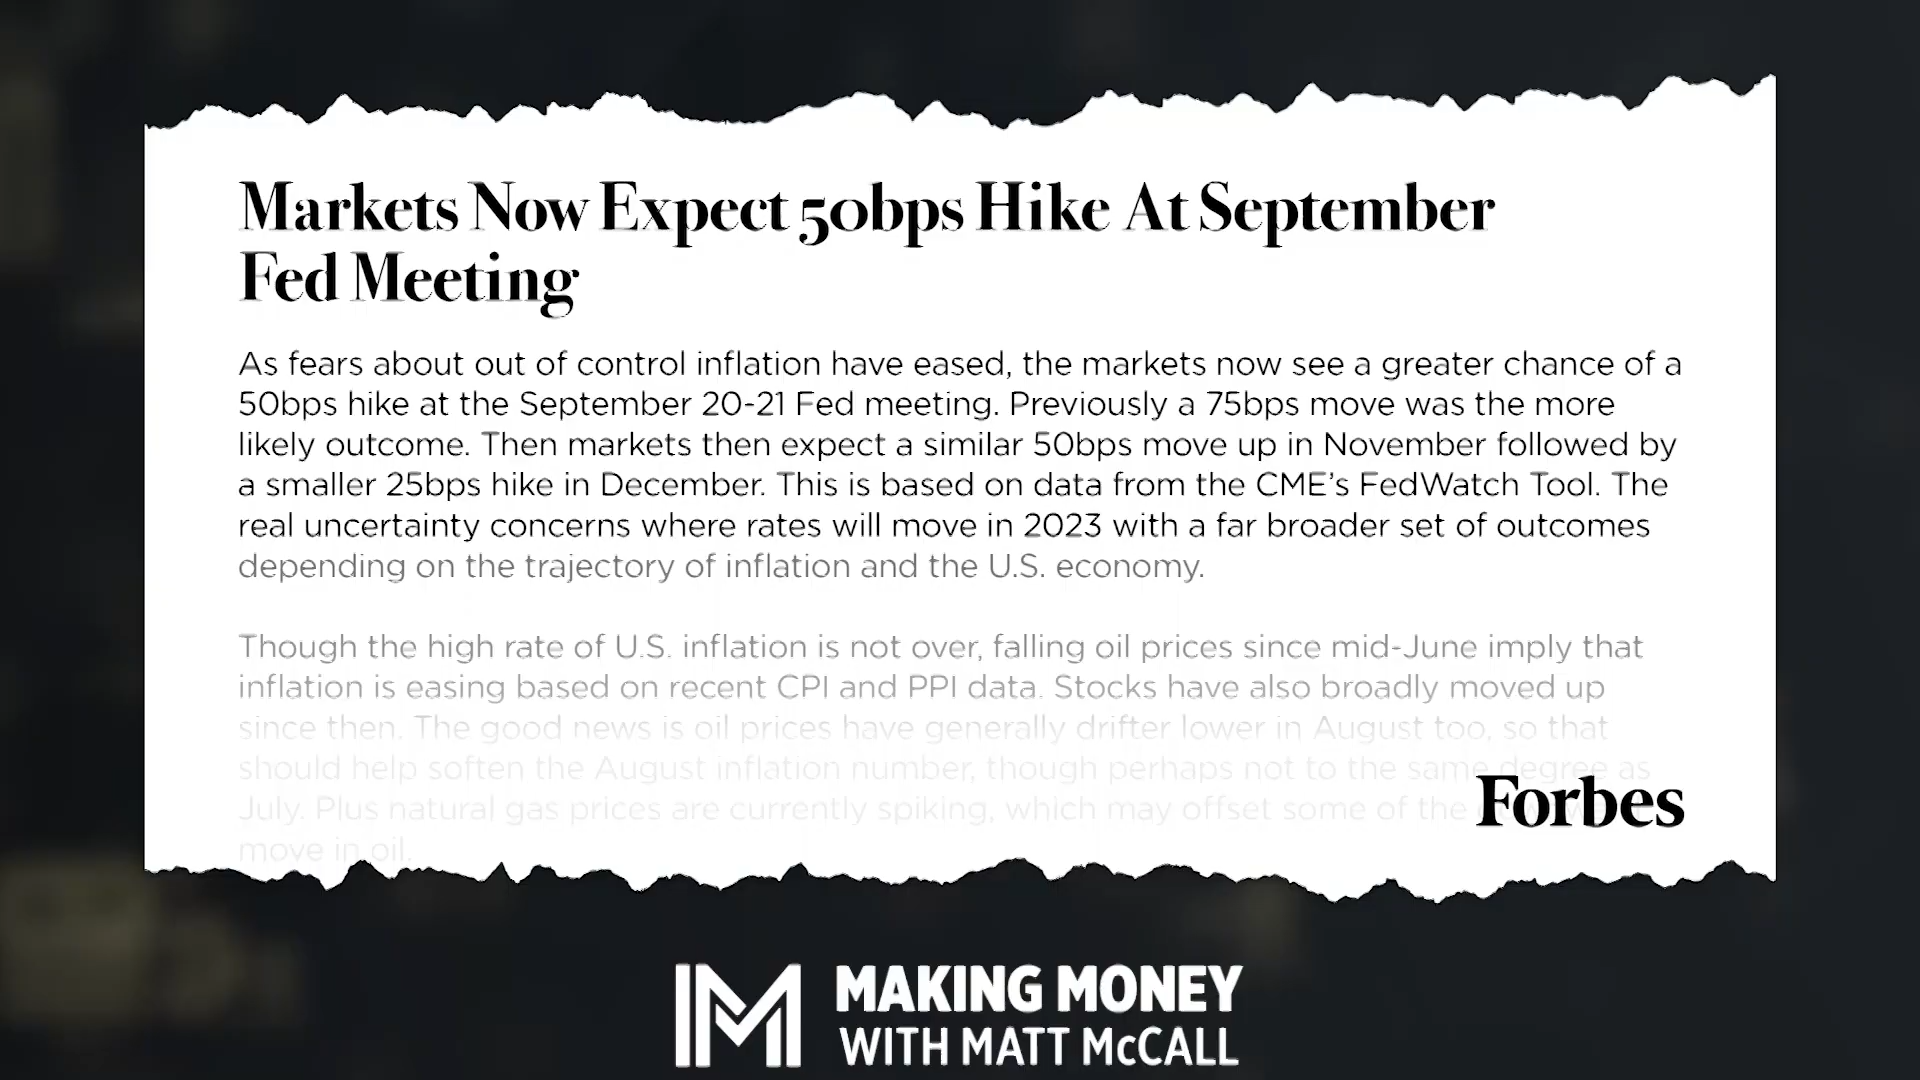 Markets Now Expect 50bps Hike At September
Fed Meeting
As fears about out of control inflation have eased, the markets now see a greater chance of a
50bps hike at the September 20-21 Fed meeting. Previously a 75bps move was the more
likely outcome. Then markets then expect a similar 50bps move up in November followed by
a smaller 25bps hike in December. This is based on data from the CME’s FedWatch Tool. The
real uncertainty concerns where rates will move in 2023 with a far broader set of outcomes
depending on the trajectory of inflation and the U.S. economy.
Though the high rate of U.S. inflation is not over, falling oil prices since mid-June imply that
inflation is easing based on recent CPI and PPI data. Stocks have also broadly moved up
since then. The good news is oil prices have generally drifter lower in August too, so that
should help soften the August inflation number, though perhaps not to the same degree as
July. Plus natural gas prices are currently spiking, which may offset some of the
move in oil.
Forbes
MAKING MONEY
WITH MATT McCALL